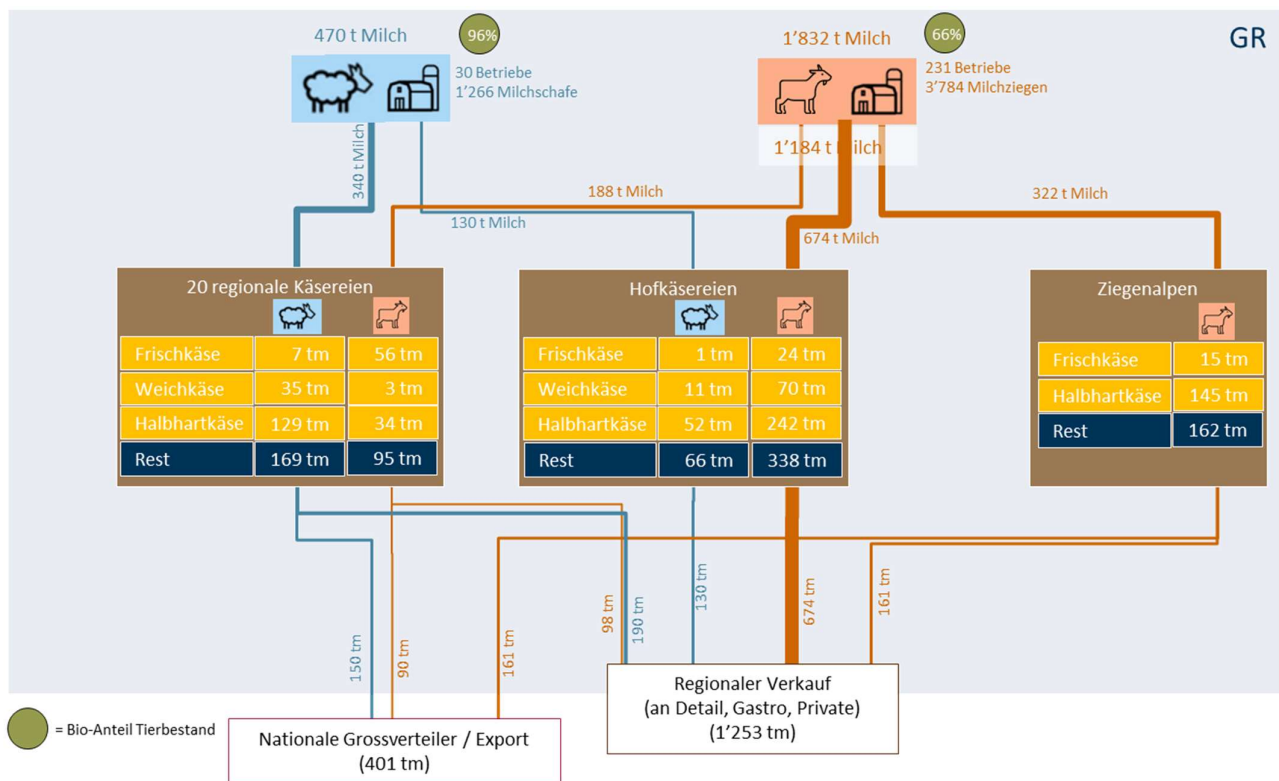 GR
470 t Milch
96%
30 Betriebe
1’266 Milchschafe
1’832 t Milch
66%
231 Betriebe
3’784 Milchziegen
1’184 t Milch
340 t Milch
188 t Milch
130 t Milch
674 t Milch
322 t Milch
20 regionale Käsereien
Frischkäse 7 tm 56 tm
Weichkäse 35 tm 3 tm
Halbhartkäse 129 tm 34 tm
Rest 169 tm 95 tm
Hofkäsereien
Frischkäse 1 tm 24 tm
Weichkäse 11 tm 70 tm
Halbhartkäse 52 tm 242 tm
Rest 66 tm 338 tm
Ziegenalpen
Frischkäse 15 tm
Halbhartkäse 145 tm
Rest 162 tm
150 tm
90 tm
161 tm
98 tm
190 tm
130 tm
674 tm
161 tm
Regionaler Verkauf
(an Detail, Gastro, Private)
(1’253 tm)
= Bio-Anteil Tierbestand
Nationale Grossverteiler / Export
(401 tm)